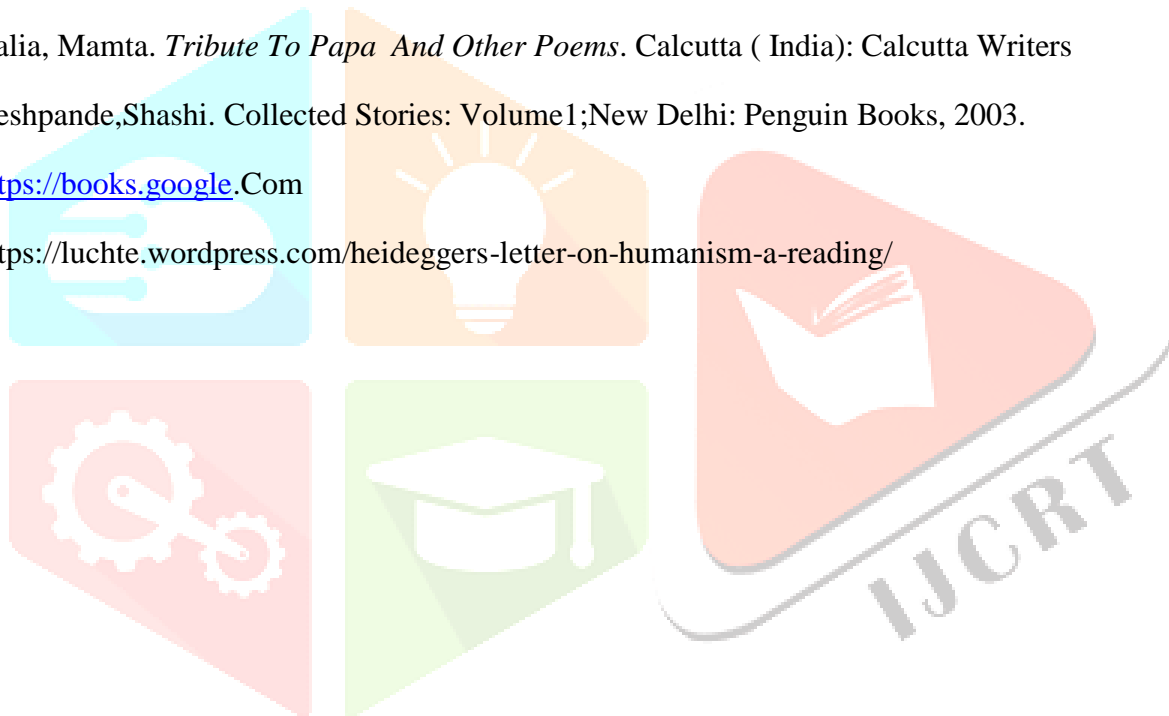 alia, Mamta. Tribute To Papa And Other Poems. Calcutta ( India): Calcutta Writers
eshpande,Shashi. Collected Stories: Volume1;New Delhi: Penguin Books, 2003.
tps://books.google.Com
tps://luchte.wordpress.com/heideggers-letter-on-humanism-a-reading/
IJCRT